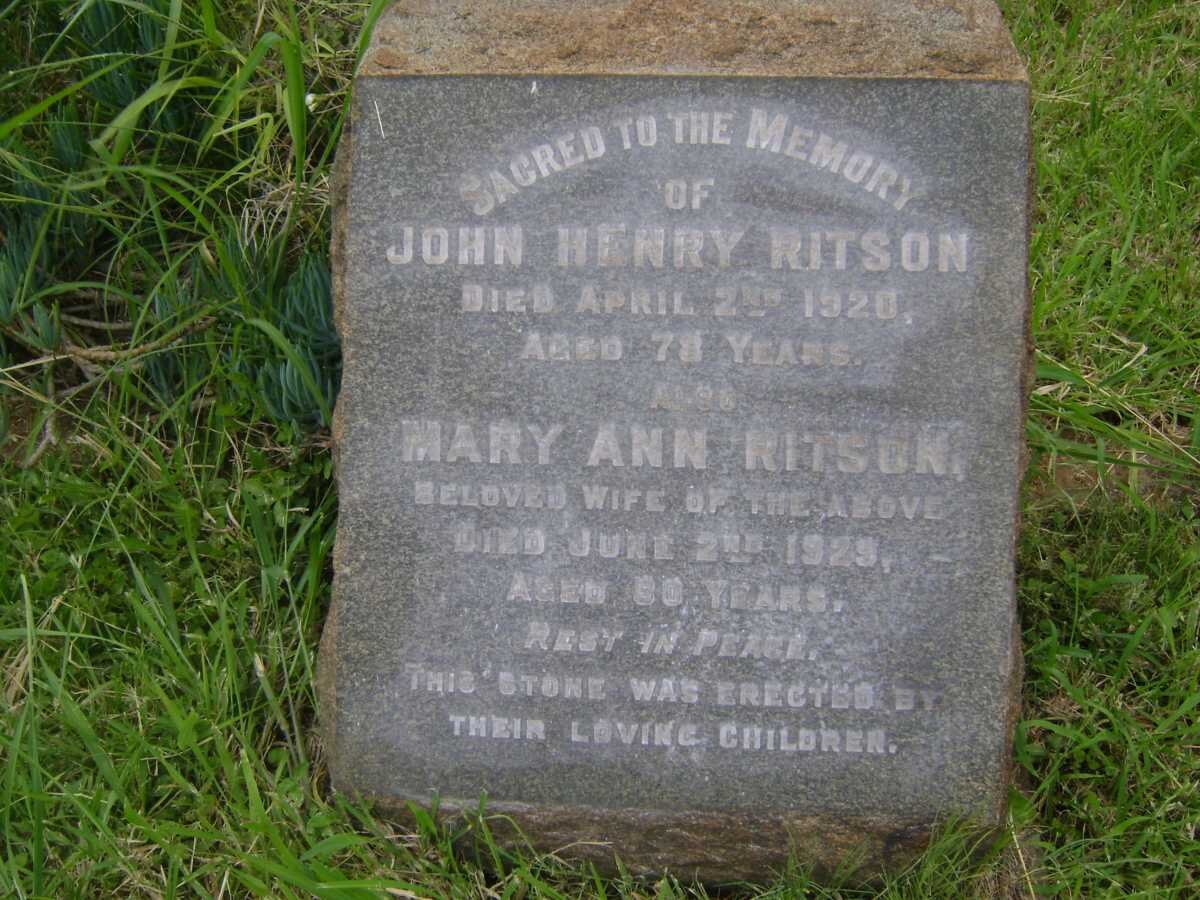 SACRED TO THE MEMORY
OF
JOHN HENRY RITSON
DIED APRIL 2ND 1920,
AGED 78 YEARS.
ALSO
MARY ANN RITSON,
BELOVED WIFE OF THE ABOVE
DIED JUNE 2ND 1929,
AGED 80 YEARS.
REST IN PEACE.
THIS STONE WAS ERECTED BY
THEIR LOVING CHILDREN.